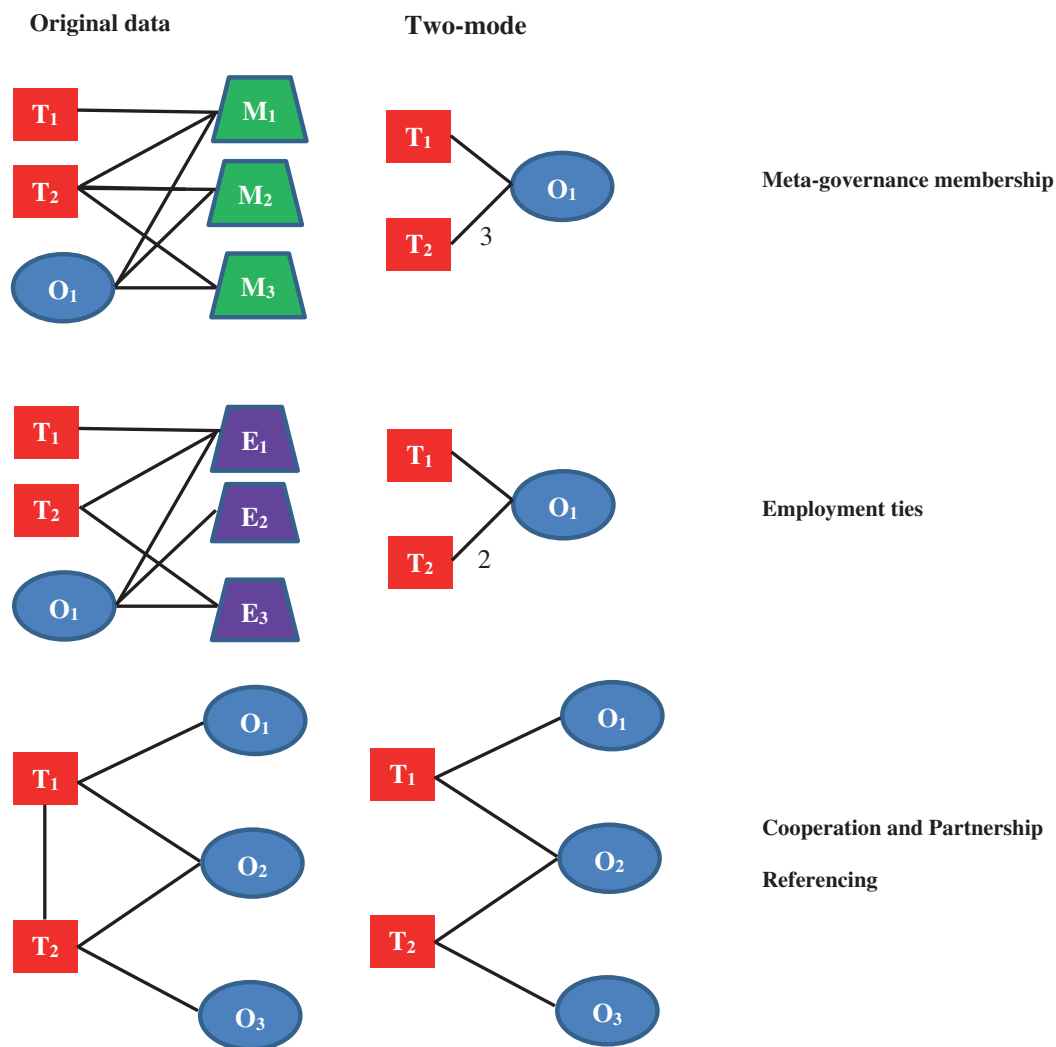 Original data
Two-mode
T₁
M₁
T₂
M₂
O₁
M₃
T₁
O₁
T₂
3
Meta-governance membership
T₁
E₁
T₂
E₂
O₁
E₃
T₁
O₁
T₂
2
Employment ties
O₁
T₁
O₂
T₂
O₃
O₁
T₁
O₂
T₂
O₃
Cooperation and Partnership
Referencing